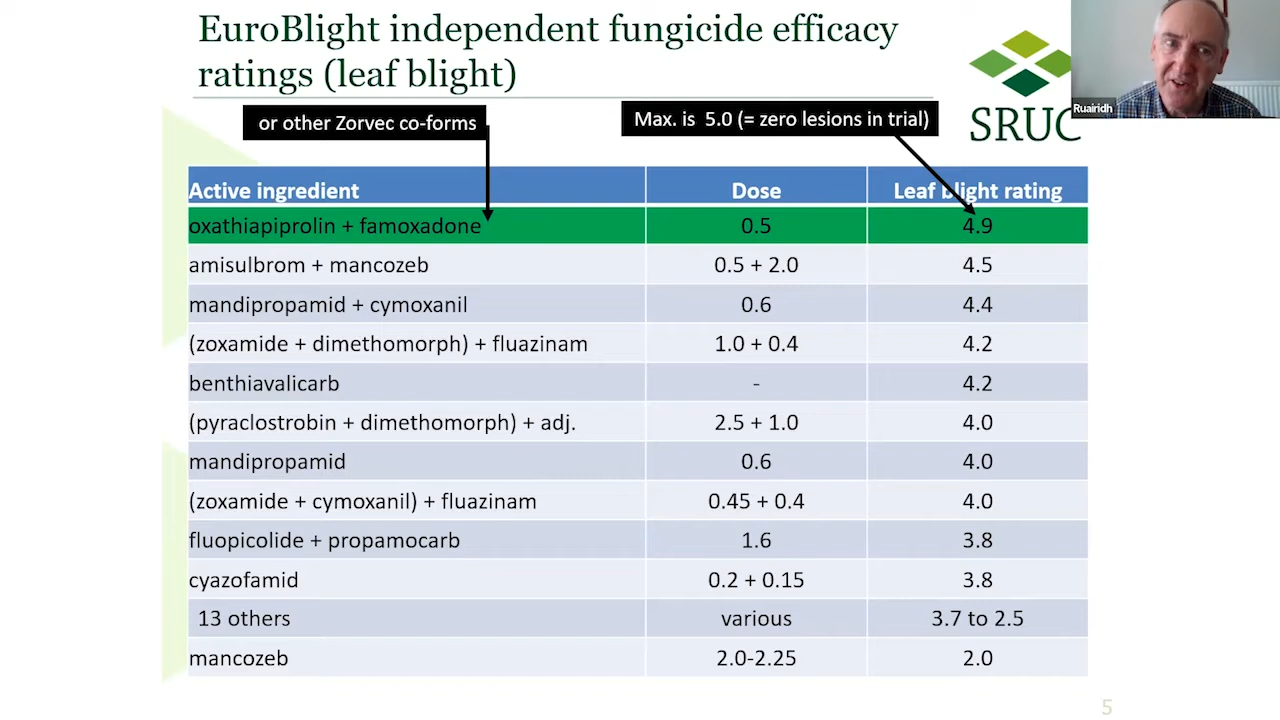 EuroBlight independent fungicide efficacy
ratings (leaf blight)
SRUC
Ruairidh
or other Zorvec co-forms
Max. is 5.0 (= zero lesions in trial)
Active ingredient Dose Leaf blight rating
oxathiapiprolin + famoxadone 0.5 4.9
amisulbrom + mancozeb 0.5 + 2.0 4.5
mandipropamid + cymoxanil 0.6 4.4
(zoxamide + dimethomorph) + fluazinam 1.0 + 0.4 4.2
benthiavalicarb - 4.2
(pyraclostrobin + dimethomorph) + adj. 2.5 + 1.0 4.0
mandipropamid 0.6 4.0
(zoxamide + cymoxanil) + fluazinam 0.45 + 0.4 4.0
fluopicolide + propamocarb 1.6 3.8
cyazofamid 0.2 + 0.15 3.8
13 others various 3.7 to 2.5
mancozeb 2.0-2.25 2.0
5